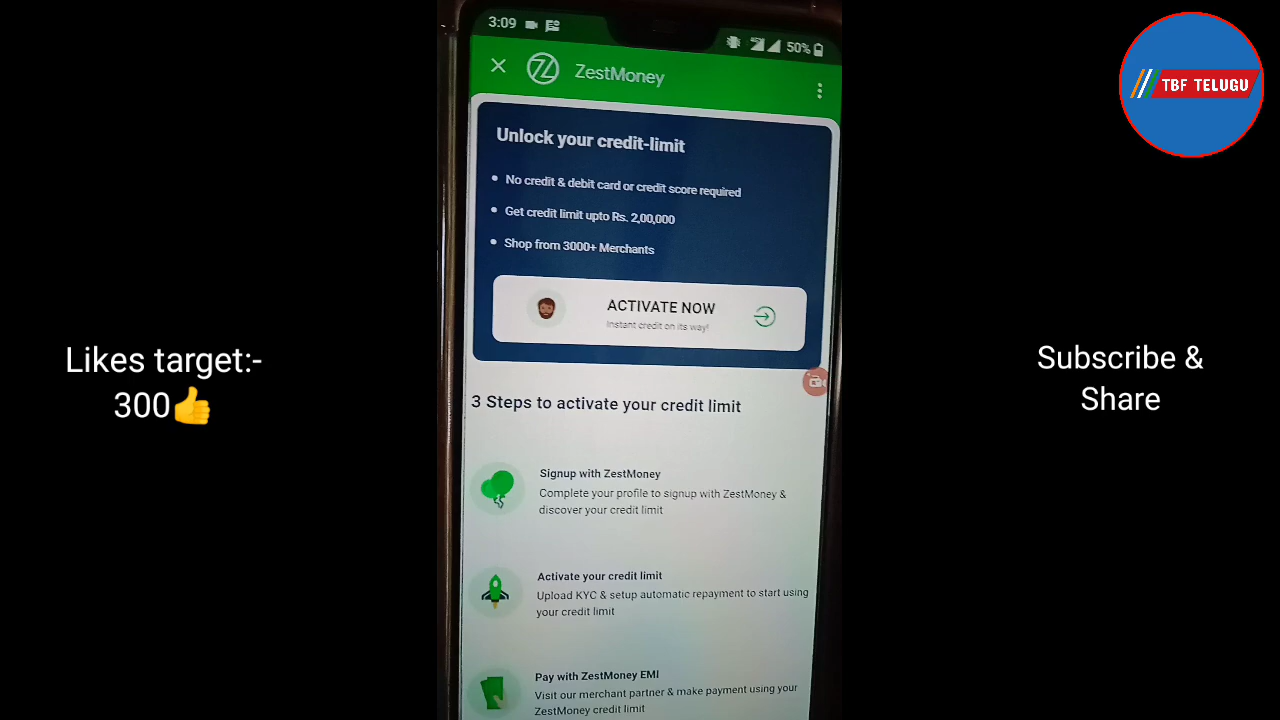 3:09
50%
TBF TELUGU
ZestMoney
Unlock your credit-limit
• No credit & debit card or credit score required
• Get credit limit upto Rs. 2,00,000
• Shop from 3000+ Merchants
ACTIVATE NOW
Instant credit on its way!
Likes target:-
300👍
Subscribe &
Share
3 Steps to activate your credit limit
Signup with ZestMoney
Complete your profile to signup with ZestMoney &
discover your credit limit
Activate your credit limit
Upload KYC & setup automatic repayment to start using
your credit limit
Pay with ZestMoney EMI
Visit our merchant partner & make payment using your
ZestMoney credit limit